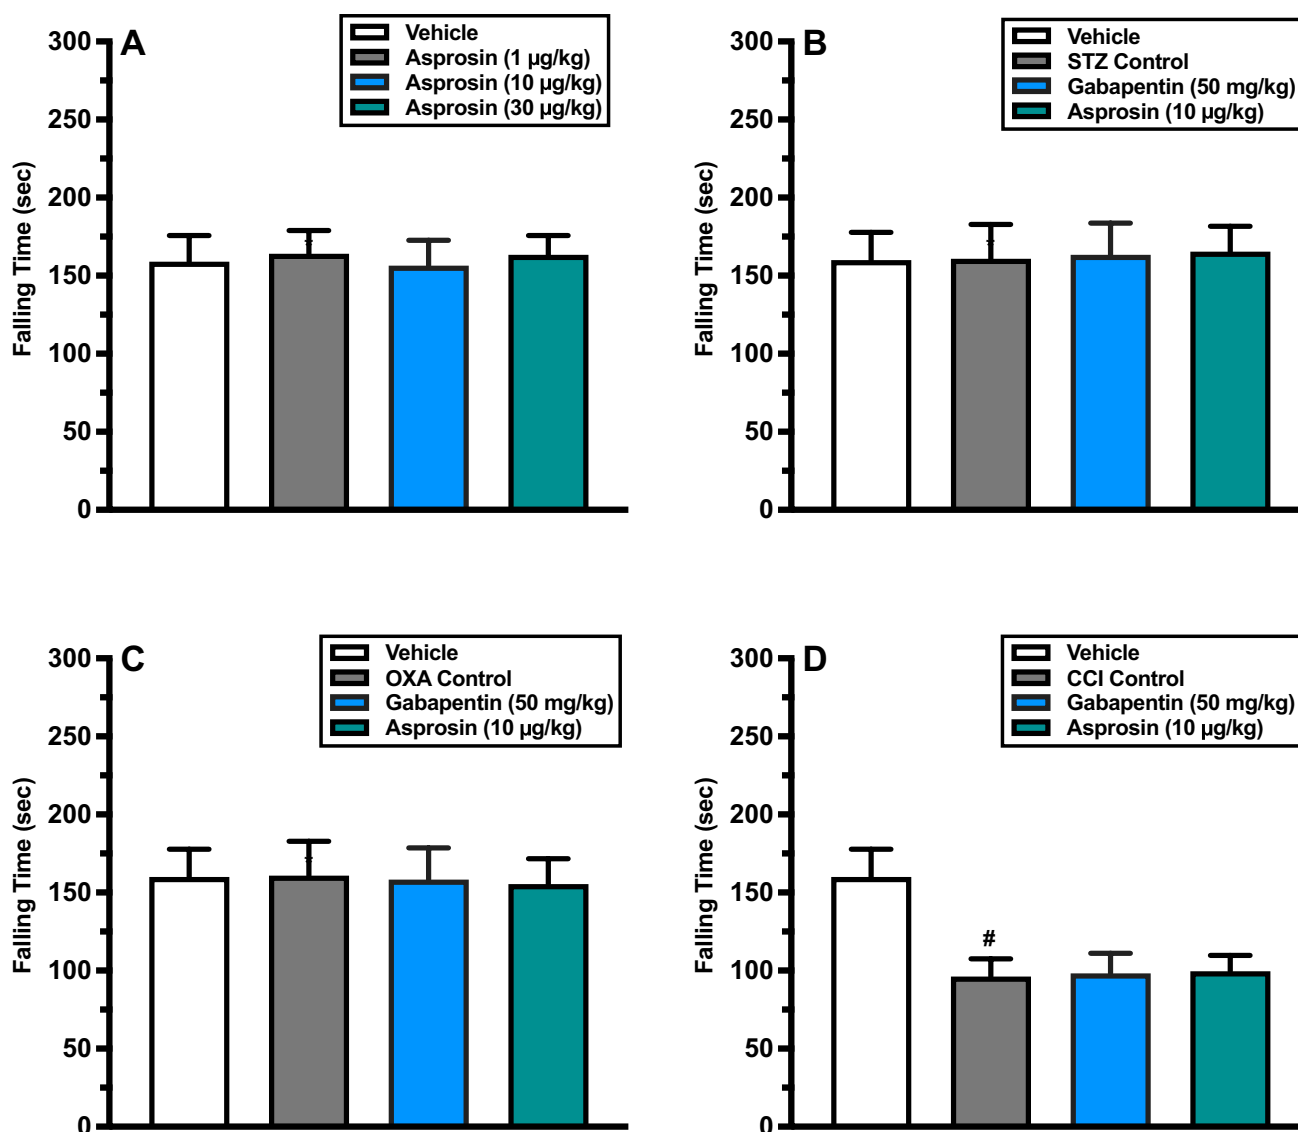 A
Vehicle
Asprosin (1 µg/kg)
Asprosin (10 µg/kg)
Asprosin (30 µg/kg)
300
250
200
150
100
50
0
Falling Time (sec)
*
B
Vehicle
STZ Control
Gabapentin (50 mg/kg)
Asprosin (10 µg/kg)
300
250
200
150
100
50
0
Falling Time (sec)
*
C
Vehicle
OXA Control
Gabapentin (50 mg/kg)
Asprosin (10 µg/kg)
300
250
200
150
100
50
0
Falling Time (sec)
*
D
Vehicle
CCI Control
Gabapentin (50 mg/kg)
Asprosin (10 µg/kg)
300
250
200
150
100
50
0
Falling Time (sec)
#